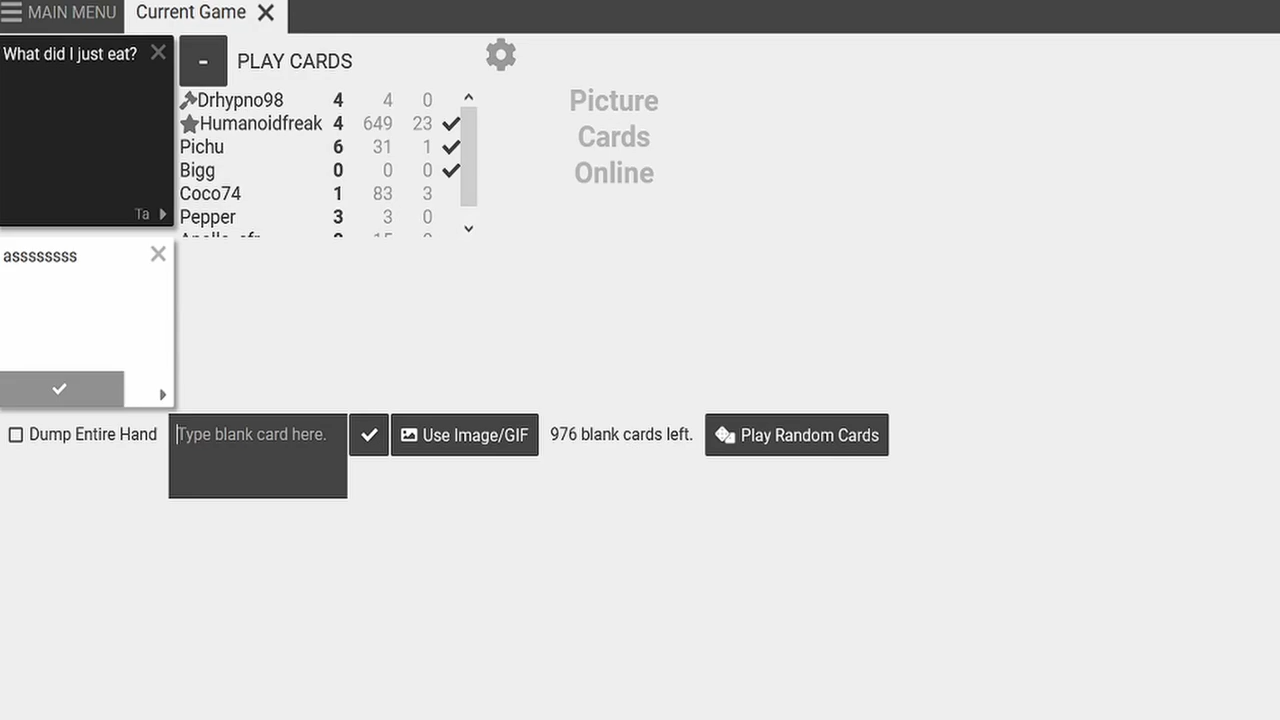 MAIN MENU
Current Game
What did I just eat?
Ta
-
PLAY CARDS
Drhypno98 4 4 0
Humanoidfreak 4 649 23
Pichu 6 31 1
Bigg 0 0 0
Coco74 1 83 3
Pepper 3 3 0
Picture
Cards
Online
asssssssss
Dump Entire Hand
Type blank card here.
Use Image/GIF
976 blank cards left.
Play Random Cards